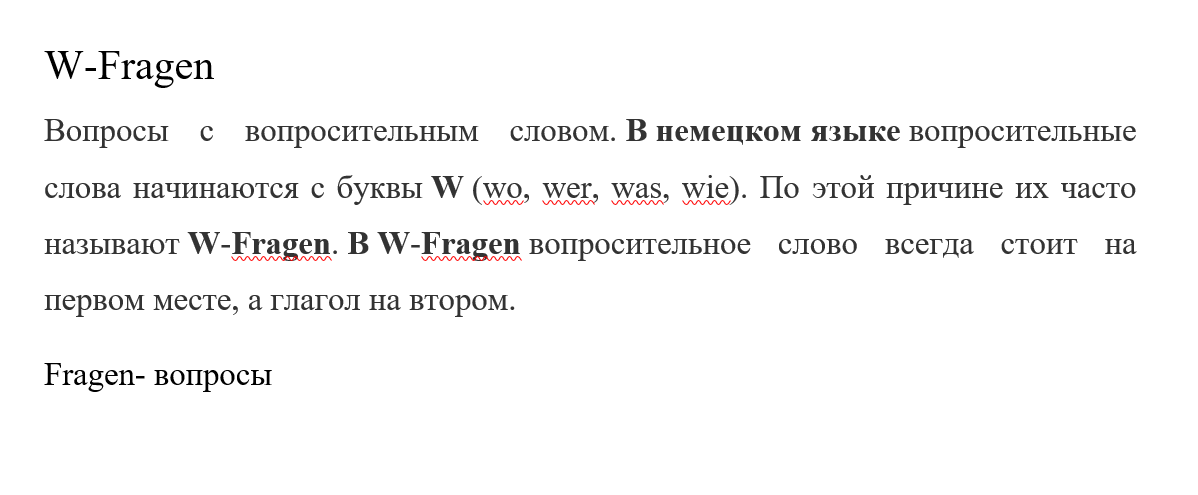 W-Fragen
Вопросы с вопросительным словом. В немецком языке вопросительные
слова начинаются с буквы W (wo, wer, was, wie). По этой причине их часто
называют W-Fragen. В W-Fragen вопросительное слово всегда стоит на
первом месте, а глагол на втором.
Fragen- вопросы